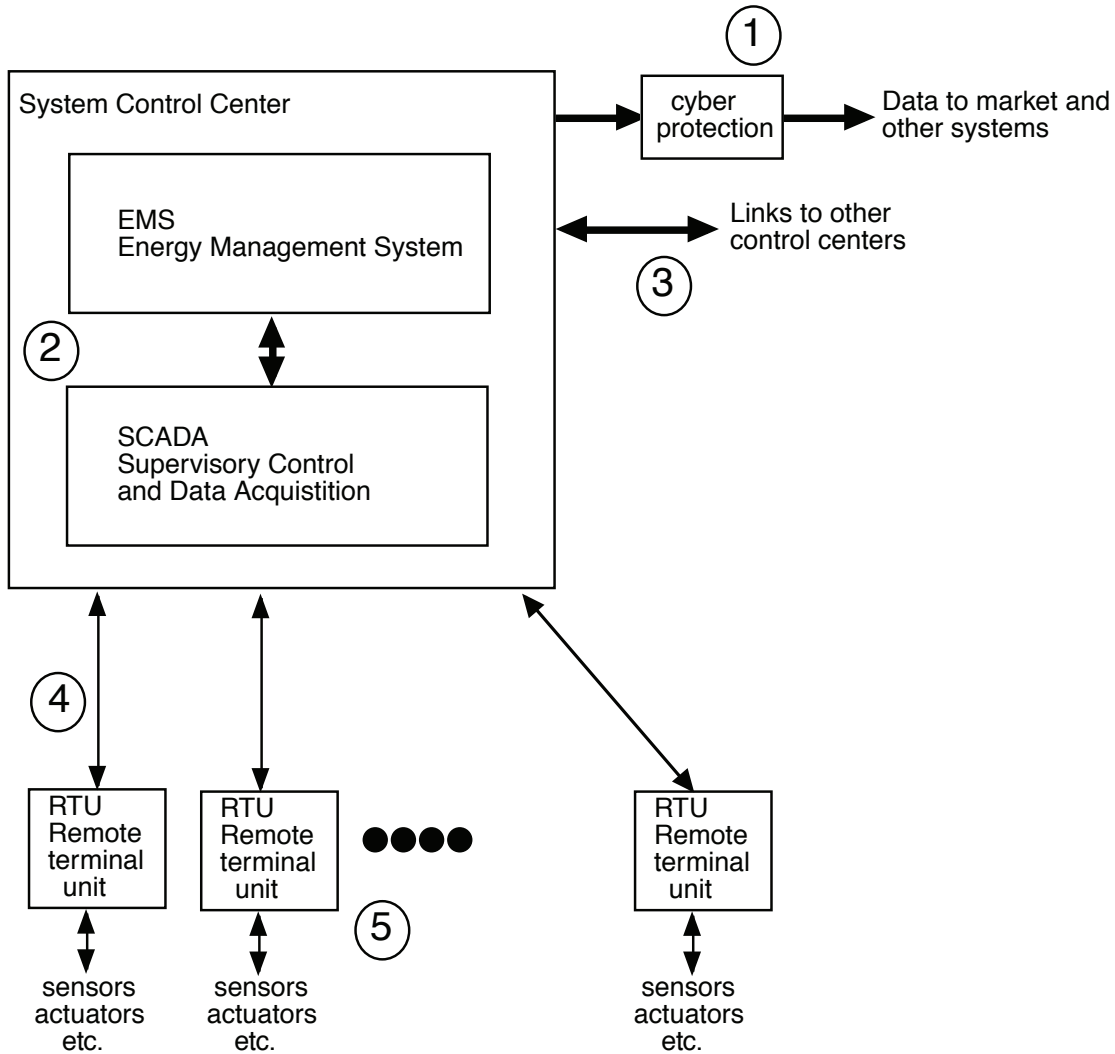 1
System Control Center
cyber
protection
Data to market and
other systems
EMS
Energy Management System
Links to other
control centers
3
2
SCADA
Supervisory Control
and Data Acquistition
4
RTU
Remote
terminal
unit
RTU
Remote
terminal
unit
RTU
Remote
terminal
unit
5
sensors
actuators
etc.
sensors
actuators
etc.
sensors
actuators
etc.